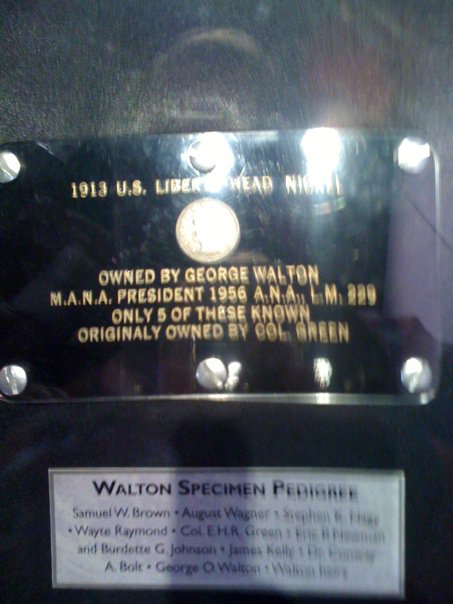 1913 U.S. LIBERTY HEAD NICKEL
OWNED BY GEORGE WALTON
M.A.N.A. PRESIDENT 1956 A.N.A., L.M. 229
ONLY 5 OF THESE KNOWN
ORIGINALY OWNED BY COL. GREEN
WALTON SPECIMEN PEDIGREE
Samuel W. Brown • August Wagner • Stephen K. Nagy
• Wayte Raymond • Col. E.H.R. Green • Eric P. Newman
and Burdette G. Johnson • James Kelly • Dr. Conway
A. Bolt • George O. Walton • Walton heirs